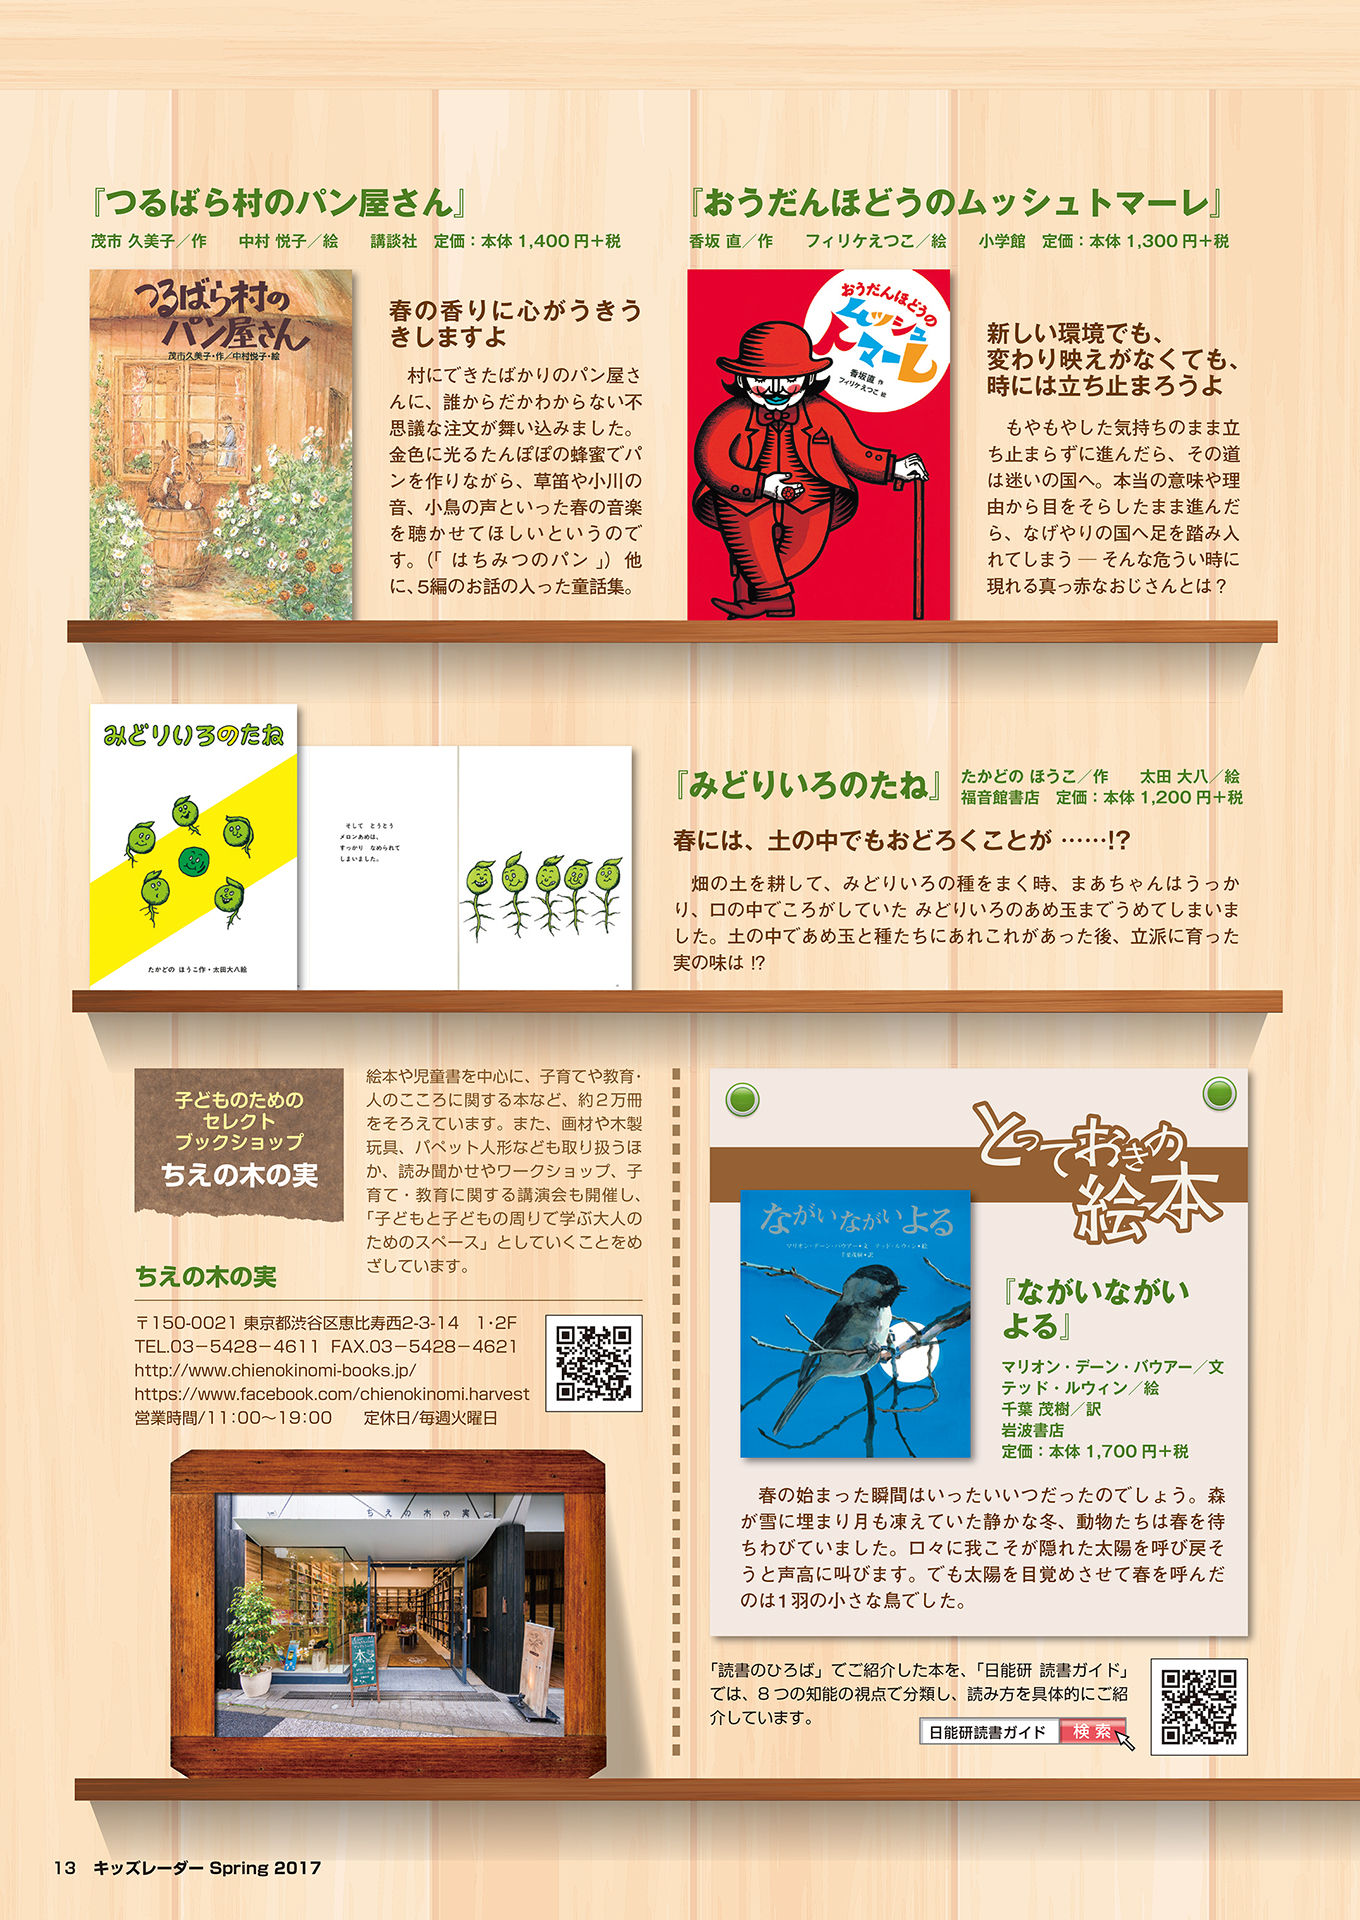 『つるばら村のパン屋さん』
茂市 久美子／作　中村 悦子／絵　講談社　定価：本体 1,400 円＋税
つるばら村の
パン屋さん
茂市久美子・作／中村悦子・絵
春の香りに心がうきう
きしますよ
村にできたばかりのパン屋さ
んに、誰からだかわからない不
思議な注文が舞い込みました。
金色に光るたんぽぽの蜂蜜でパ
ンを作りながら、草笛や小川の
音、小鳥の声といった春の音楽
を聴かせてほしいというので
す。（「はちみつのパン」）他
に、5編のお話の入った童話集。
『おうだんほどうのムッシュトマーレ』
香坂 直／作　フィリケえつこ／絵　小学館　定価：本体 1,300 円＋税
おうだんほどうの
ムッシュ
トマーレ
香坂直 作
フィリケえつこ 絵
新しい環境でも、
変わり映えがなくても、
時には立ち止まろうよ
もやもやした気持ちのまま立
ち止まらずに進んだら、その道
は迷いの国へ。本当の意味や理
由から目をそらしたまま進んだ
ら、なげやりの国へ足を踏み入
れてしまう ― そんな危うい時に
現れる真っ赤なおじさんとは？
みどりいろのたね
たかどの ほうこ作・太田大八絵
そして とうとう
メロンあめは、
すっかり なめられて
しまいました。
『みどりいろのたね』
たかどの ほうこ／作　太田 大八／絵
福音館書店　定価：本体 1,200 円＋税
春には、土の中でもおどろくことが ……!?
畑の土を耕して、みどりいろの種をまく時、まあちゃんはうっか
り、口の中でころがしていた みどりいろのあめ玉までうめてしまいま
した。土の中であめ玉と種たちにあれこれがあった後、立派に育った
実の味は !?
子どものための
セレクト
ブックショップ
ちえの木の実
絵本や児童書を中心に、子育てや教育・
人のこころに関する本など、約２万冊
をそろえています。また、画材や木製
玩具、パペット人形なども取り扱うほ
か、読み聞かせやワークショップ、子
育て・教育に関する講演会も開催し、
「子どもと子どもの周りで学ぶ大人の
ためのスペース」としていくことをめ
ざしています。
ちえの木の実
〒150-0021 東京都渋谷区恵比寿西2-3-14　1・2F
TEL.03－5428－4611 FAX.03－5428－4621
http://www.chienokinomi-books.jp/
https://www.facebook.com/chienokinomi.harvest
営業時間/11：00～19：00　定休日/毎週火曜日
ちえの木の実
とっておきの
絵本
ながいながいよる
マリオン・デーン・バウアー●文 テッド・ルウィン●絵
千葉茂樹●訳
『ながいながい
よる』
マリオン・デーン・バウアー／文
テッド・ルウィン／絵
千葉 茂樹／訳
岩波書店
定価：本体 1,700 円＋税
春の始まった瞬間はいったいいつだったのでしょう。森
が雪に埋まり月も凍えていた静かな冬、動物たちは春を待
ちわびていました。口々に我こそが隠れた太陽を呼び戻そ
うと声高に叫びます。でも太陽を目覚めさせて春を呼んだ
のは1羽の小さな鳥でした。
「読書のひろば」でご紹介した本を、「日能研 読書ガイド」
では、８つの知能の視点で分類し、読み方を具体的にご紹
介しています。
日能研読書ガイド 検索
13 キッズレーダー Spring 2017